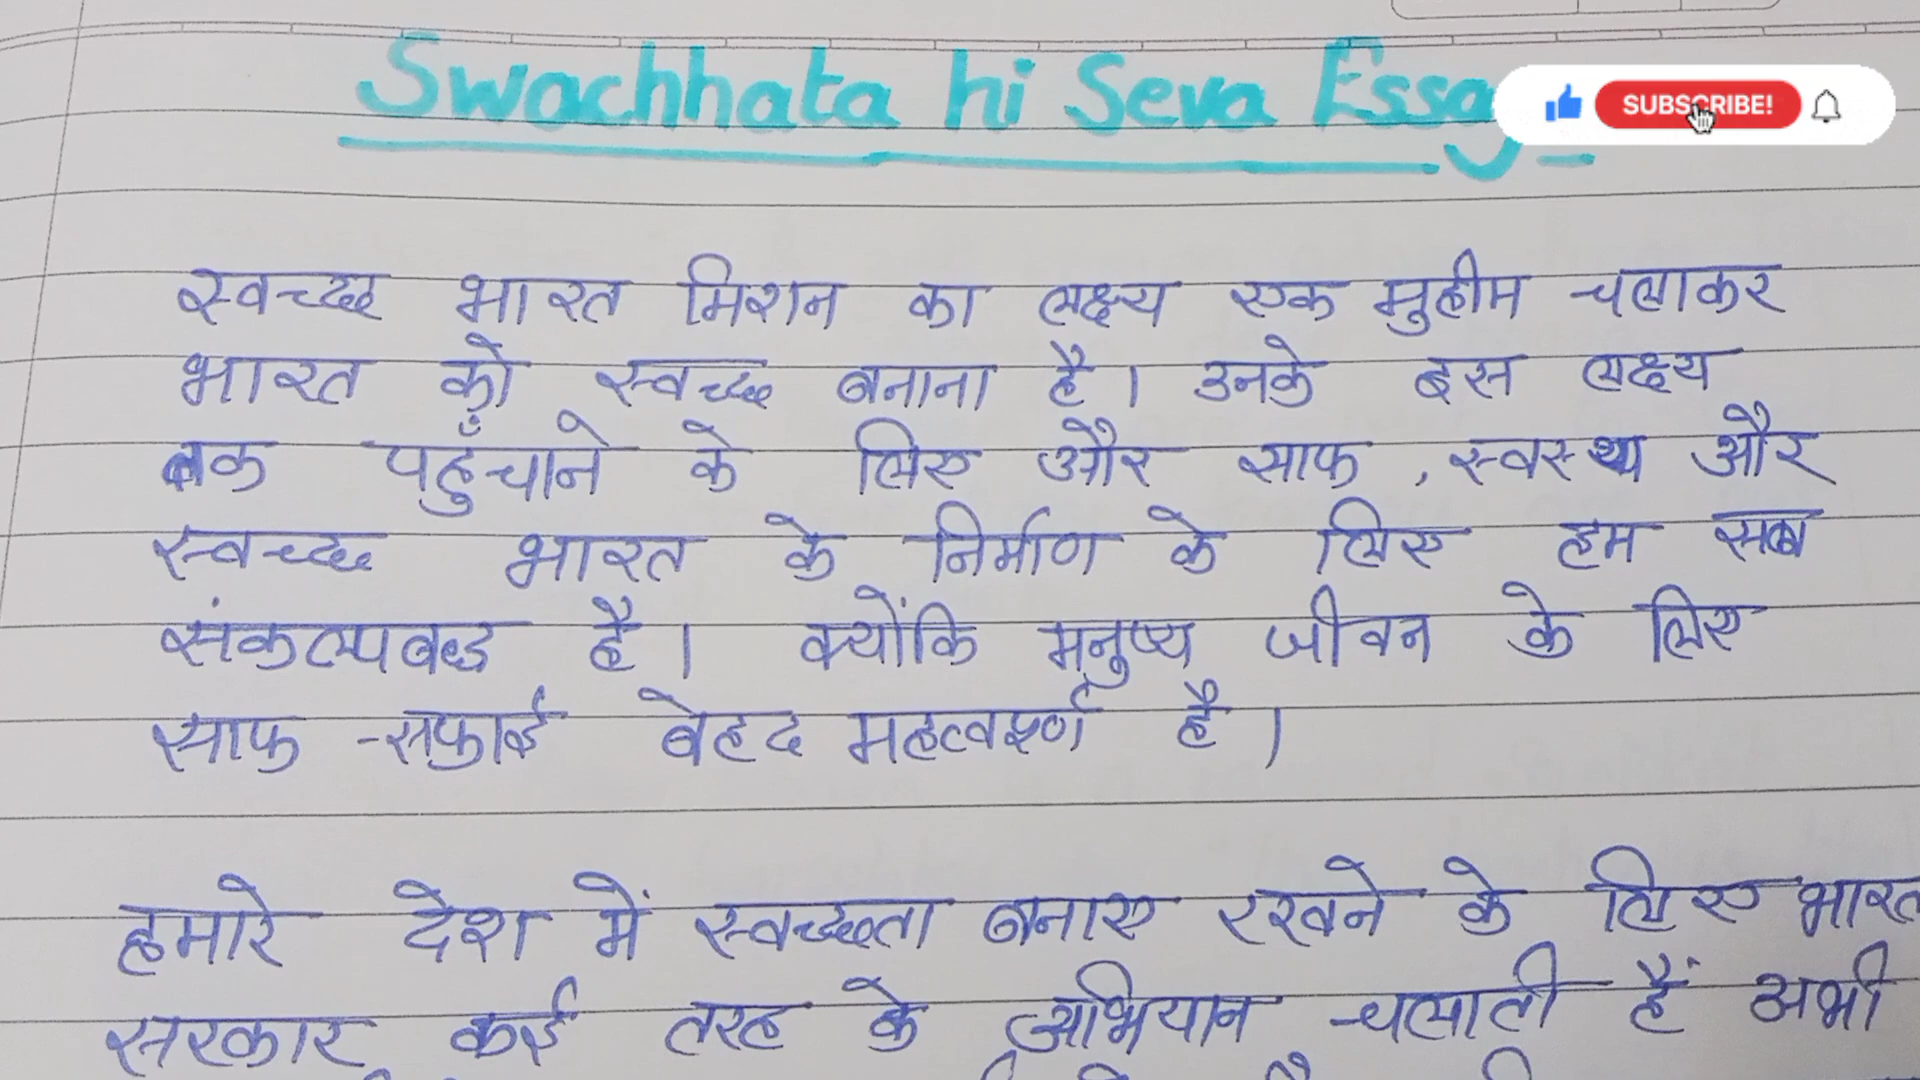 Swachhata hi Seva Essay
SUBSCRIBE!
स्वच्छ भारत मिशन का लक्ष्य एक मुहीम चलाकर
भारत को स्वच्छ बनाना है। उनके इस लक्ष्य
तक पहुँचाने के लिए और साफ, स्वस्थ और
स्वच्छ भारत के निर्माण के लिए हम सब
संकल्पबद्ध है। क्योंकि मनुष्य जीवन के लिए
साफ-सफाई बेहद महत्वपूर्ण है।
हमारे देश में स्वच्छता बनाए रखने के लिए भारत
सरकार कई तरह के अभियान चलाती हैं अभी